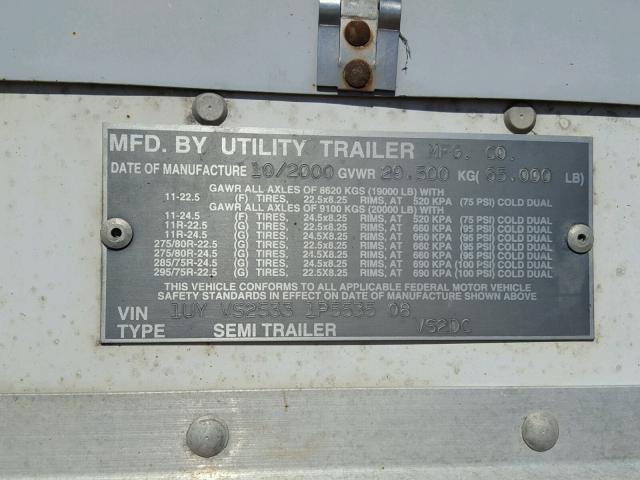 MFD. BY UTILITY TRAILER MFG. CO.
DATE OF MANUFACTURE 10/2000 GVWR 29.500 KG( 65.000 LB)
GAWR ALL AXLES OF 8620 KGS (19000 LB) WITH
11-22.5 (F) TIRES, 22.5x8.25 RIMS, AT 520 KPA (75 PSI) COLD DUAL
GAWR ALL AXLES OF 9100 KGS (20000 LB) WITH
11-24.5 (F) TIRES, 24.5x8.25 RIMS, AT 520 KPA (75 PSI) COLD DUAL
11R-22.5 (G) TIRES, 22.5x8.25 RIMS, AT 660 KPA (95 PSI) COLD DUAL
11R-24.5 (G) TIRES, 24.5x8.25 RIMS, AT 660 KPA (95 PSI) COLD DUAL
275/80R-22.5 (G) TIRES, 22.5x8.25 RIMS, AT 660 KPA (95 PSI) COLD DUAL
275/80R-24.5 (G) TIRES, 24.5x8.25 RIMS, AT 660 KPA (95 PSI) COLD DUAL
285/75R-24.5 (G) TIRES, 24.5x8.25 RIMS, AT 690 KPA (100 PSI) COLD DUAL
295/75R-22.5 (G) TIRES, 22.5x8.25 RIMS, AT 690 KPA (100 PSI) COLD DUAL
THIS VEHICLE CONFORMS TO ALL APPLICABLE FEDERAL MOTOR VEHICLE
SAFETY STANDARDS IN EFFECT ON DATE OF MANUFACTURE SHOWN ABOVE
VIN 1UY VS2533 1P5535 08
TYPE SEMI TRAILER VS2DC